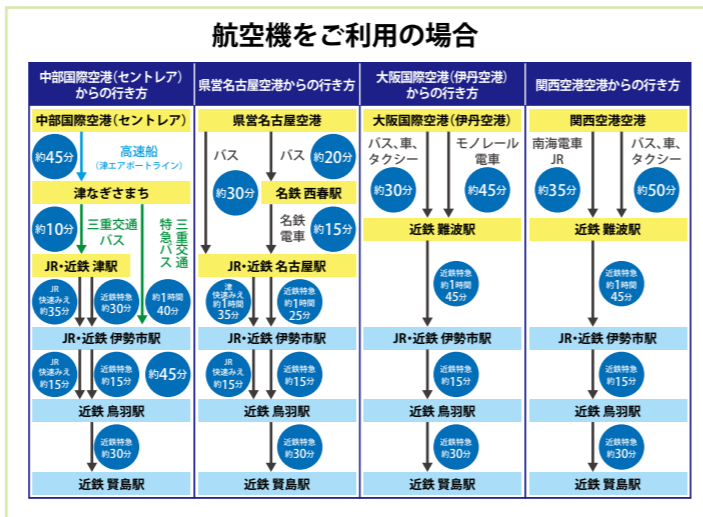 航空機をご利用の場合
中部国際空港(セントレア)
からの行き方
中部国際空港(セントレア)
約45分
高速船
(津エアポートライン)
津なぎさまち
約10分
三重交通
バス
三重交通
特急バス
JR・近鉄 津駅
JR
快速みえ
約35分
近鉄特急
約30分
約1時間
40分
JR・近鉄 伊勢市駅
JR
快速みえ
約15分
近鉄特急
約15分
約45分
近鉄 鳥羽駅
近鉄特急
約30分
近鉄 賢島駅
県営名古屋空港からの行き方
県営名古屋空港
バス
約30分
バス
約20分
名鉄 西春駅
名鉄
電車
約15分
JR・近鉄 名古屋駅
津
快速みえ
約1時間
35分
近鉄特急
約1時間
25分
JR・近鉄 伊勢市駅
JR
快速みえ
約15分
近鉄特急
約15分
近鉄 鳥羽駅
近鉄特急
約30分
近鉄 賢島駅
大阪国際空港(伊丹空港)
からの行き方
大阪国際空港(伊丹空港)
バス、車、
タクシー
約30分
モノレール
電車
約45分
近鉄 難波駅
近鉄特急
約1時間
45分
JR・近鉄 伊勢市駅
近鉄特急
約15分
近鉄 鳥羽駅
近鉄特急
約30分
近鉄 賢島駅
関西空港空港からの行き方
関西空港空港
南海電車
JR
約35分
バス、車、
タクシー
約50分
近鉄 難波駅
近鉄特急
約1時間
45分
JR・近鉄 伊勢市駅
近鉄特急
約15分
近鉄 鳥羽駅
近鉄特急
約30分
近鉄 賢島駅